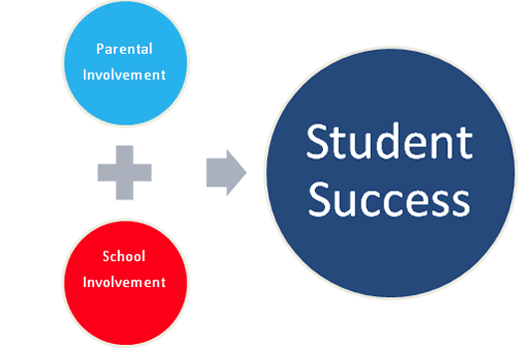 Parental
Involvement
School
Involvement
Student
Success